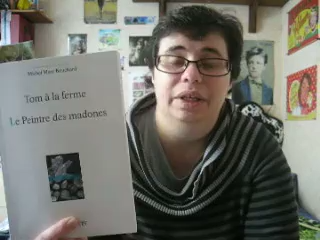 Michel Marc Bouchard
Tom à la ferme
Le Peintre des madones